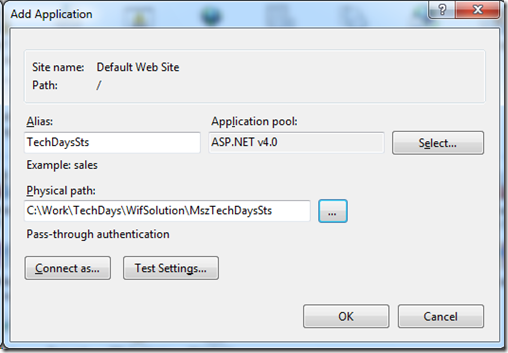 Add Application
?
Site name: Default Web Site
Path: /
Alias: Application pool:
TechDaysSts ASP.NET v4.0 Select...
Example: sales
Physical path:
C:\Work\TechDays\WifSolution\MszTechDaysSts ...
Pass-through authentication
Connect as... Test Settings...
OK Cancel